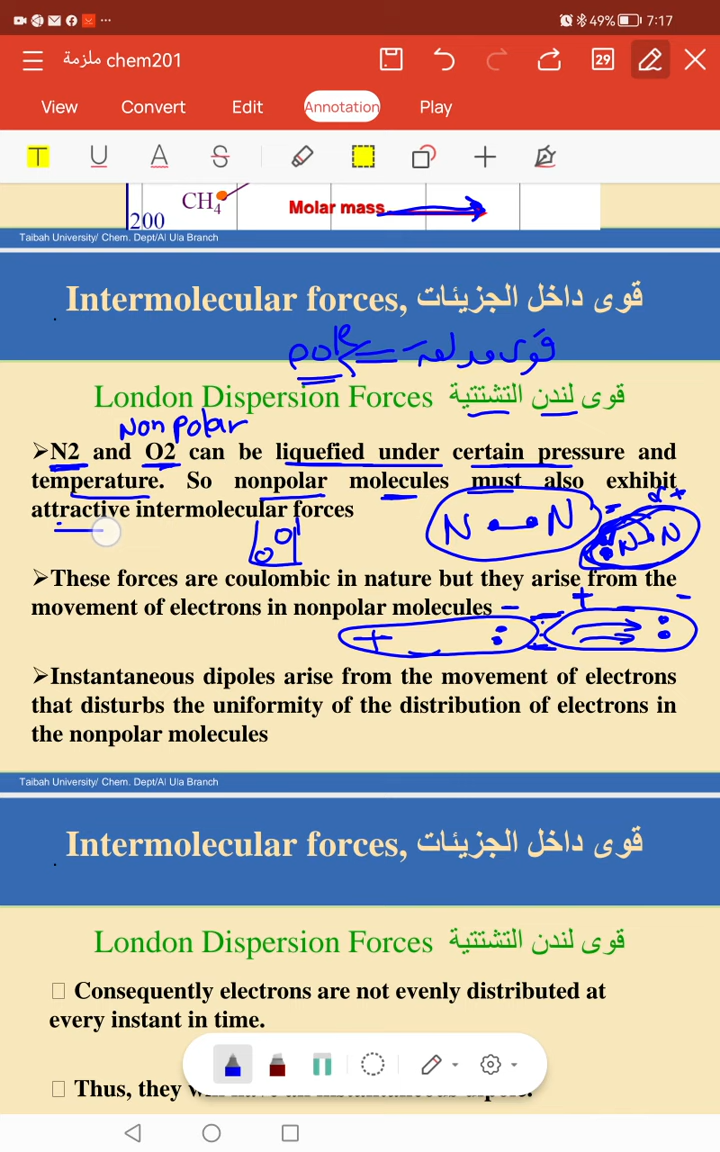 49% 7:17
ملزمة chem201
29
View Convert Edit Annotation Play
T U A S
CH4
200
Molar mass
Taibah University/ Chem. Dept/Al Ula Branch
Intermolecular forces, قوى داخل الجزيئات
polar
London Dispersion Forces قوى لندن التشتتية
Non polar
➢N2 and O2 can be liquefied under certain pressure and
temperature. So nonpolar molecules must also exhibit
attractive intermolecular forces
δ+
N N
N N
➢These forces are coulombic in nature but they arise from the
movement of electrons in nonpolar molecules
+ -
+
➢Instantaneous dipoles arise from the movement of electrons
that disturbs the uniformity of the distribution of electrons in
the nonpolar molecules
Taibah University/ Chem. Dept/Al Ula Branch
Intermolecular forces, قوى داخل الجزيئات
London Dispersion Forces قوى لندن التشتتية
Consequently electrons are not evenly distributed at
every instant in time.
Thus, they